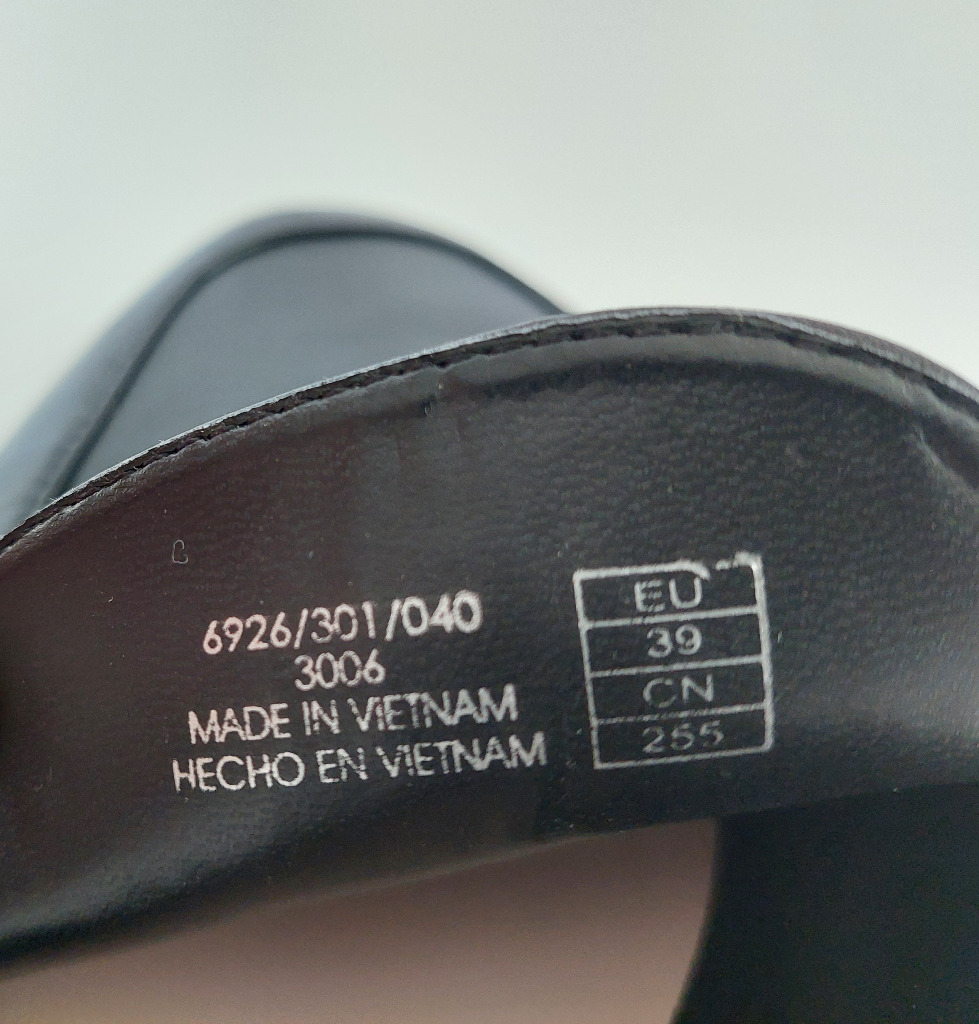 6926/301/040
3006
MADE IN VIETNAM
HECHO EN VIETNAM
EU
39
CN
255